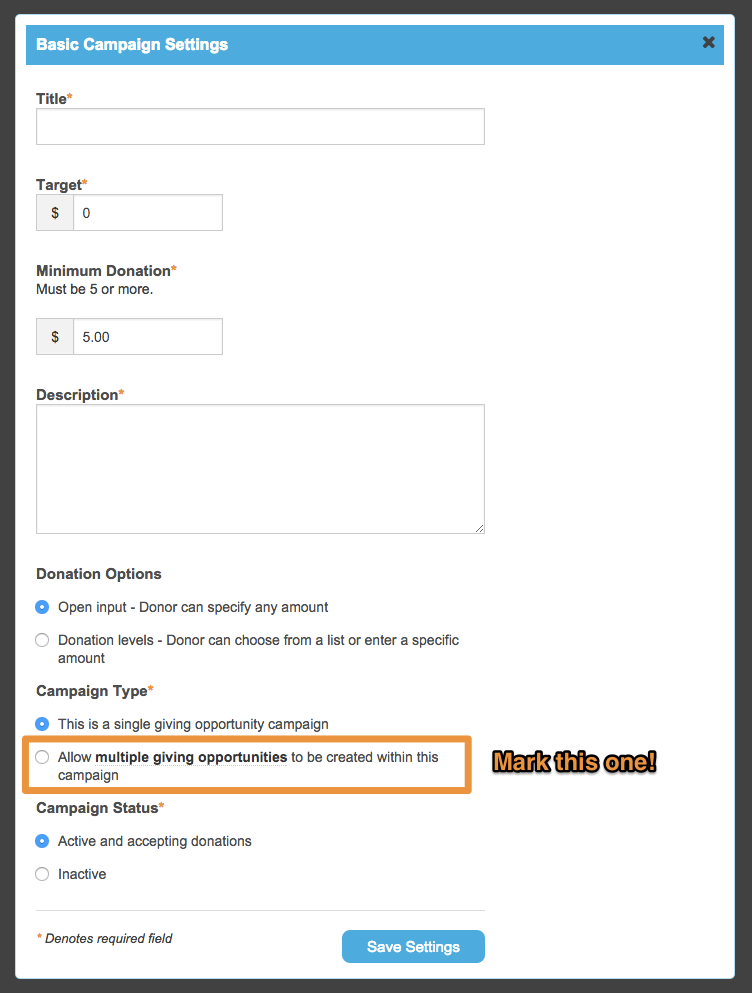 Basic Campaign Settings
Title*
Target*
$ 0
Minimum Donation*
Must be 5 or more.
$ 5.00
Description*
Donation Options
Open input - Donor can specify any amount
Donation levels - Donor can choose from a list or enter a specific
amount
Campaign Type*
This is a single giving opportunity campaign
Allow multiple giving opportunities to be created within this
campaign
Mark this one!
Campaign Status*
Active and accepting donations
Inactive
* Denotes required field
Save Settings